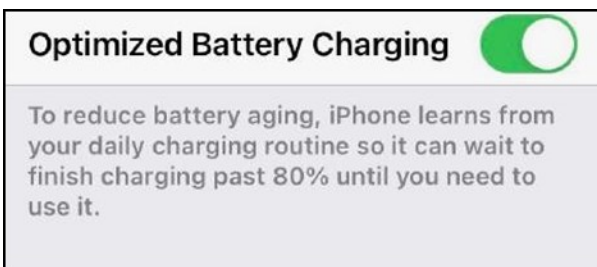 Optimized Battery Charging
To reduce battery aging, iPhone learns from
your daily charging routine so it can wait to
finish charging past 80% until you need to
use it.